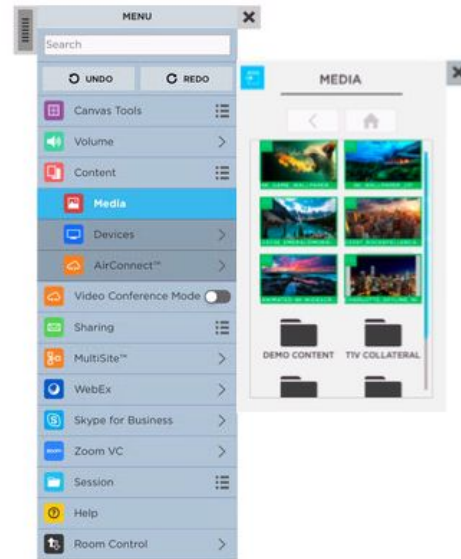 MENU
Search
UNDO REDO
Canvas Tools
Volume
Content
Media
Devices
AirConnect™
Video Conference Mode
Sharing
MultiSite™
WebEx
Skype for Business
Zoom VC
Session
Help
Room Control
MEDIA
DEMO CONTENT T1V COLLATERAL